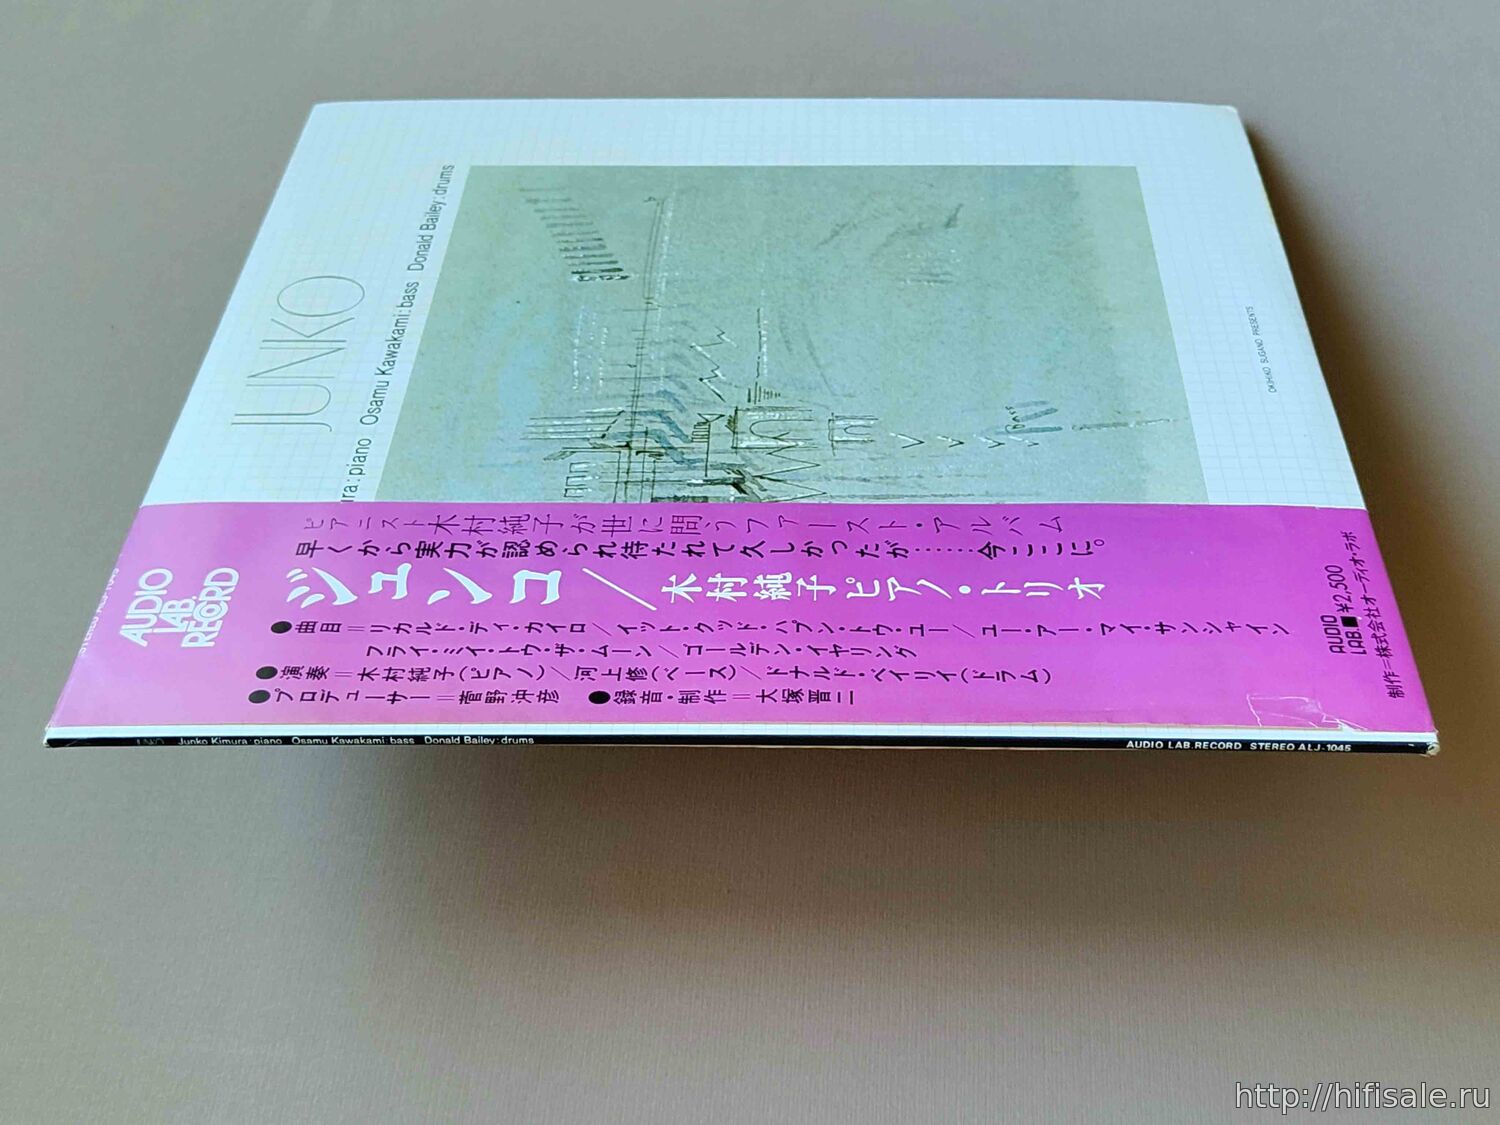 JUNKO
ura:piano Osamu Kawakami:bass Donald Bailey:drums
Bass
OKIHIKO SUGANO PRESENTS
ピアニスト木村純子が世に問うファースト・アルバム
早くから実力が認められ待たれて久しかったが……今ここに。
ジュンコ／木村純子ピアノ・トリオ
●曲目＝リカルド・ディ・カイロ／イット・クッド・ハプン・トゥ・ユー／ユー・アー・マイ・サンシャイン
フライ・ミイ・トゥ・ザ・ムーン／ゴールデン・イヤリング
●演奏＝木村純子(ピアノ)／河上修(ベース)／ドナルド・ベイリイ(ドラム)
●プロデューサー＝菅野沖彦 ●録音・制作＝大塚晋二
AUDIO
LAB.
RECORD
AUDIO
LAB.■¥2,500
制作＝株式会社オーディオ・ラボ
JUNKO Junko Kimura:piano Osamu Kawakami:bass Donald Bailey:drums
AUDIO LAB.RECORD STEREO ALJ-1045
http://hifisale.ru